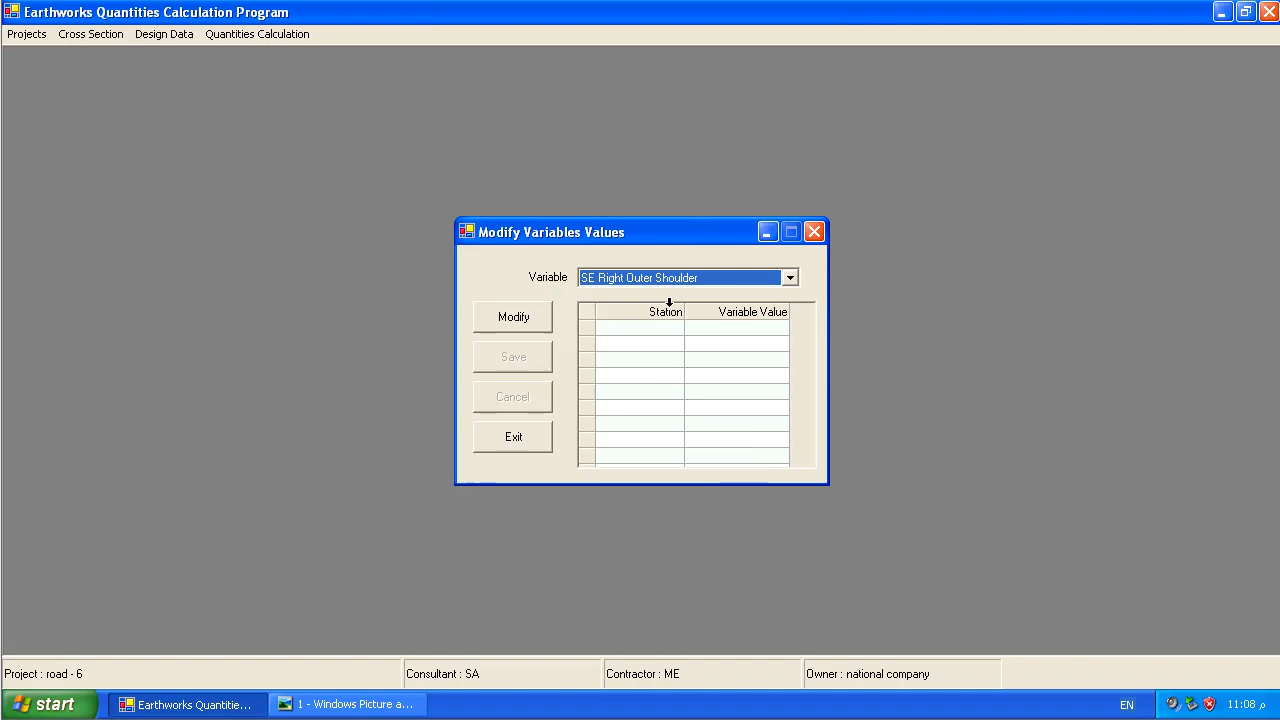 Earthworks Quantities Calculation Program
Projects Cross Section Design Data Quantities Calculation
Modify Variables Values
Variable SE Right Outer Shoulder
Station Variable Value
Modify
Save
Cancel
Exit
Project : road - 6 Consultant : SA Contractor : ME Owner : national company
start Earthworks Quantitie... 1 - Windows Picture a... EN 11:08 م